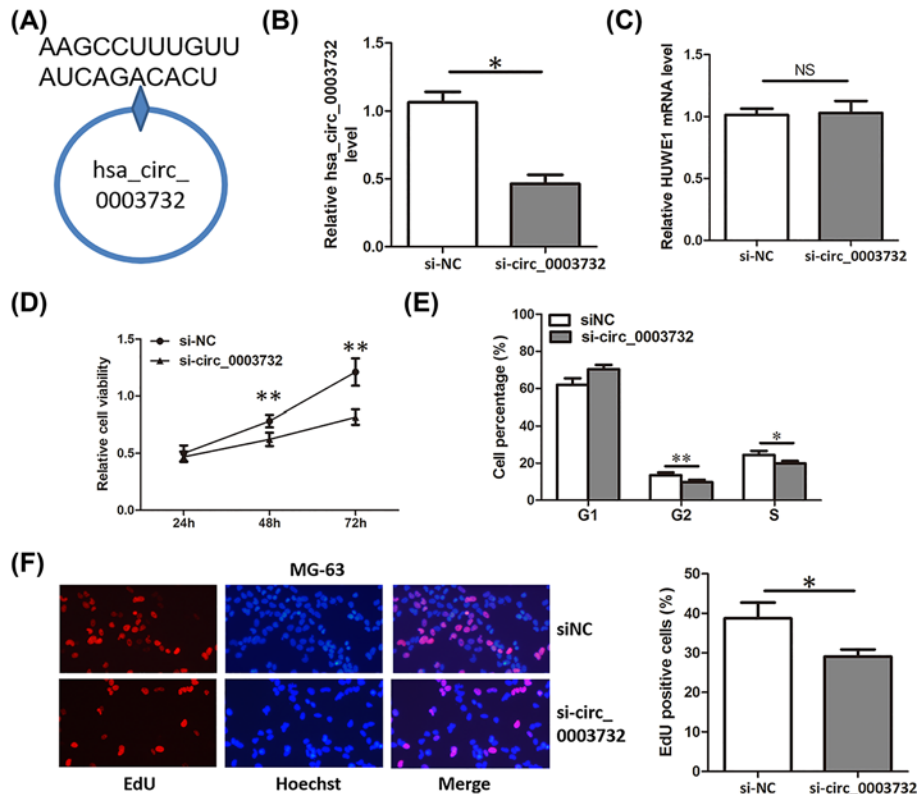 (A)
AAGCCUUUGUU
AUCAGACACU
hsa_circ_
0003732
(B)
Relative hsa_circ_0003732
level
1.5
1.0
0.5
0.0
*
si-NC
si-circ_0003732
(C)
Relative HUWE1 mRNA level
1.5
1.0
0.5
0.0
NS
si-NC
si-circ_0003732
(D)
Relative cell viability
1.5
1.0
0.5
0.0
si-NC
si-circ_0003732
**
**
24h
48h
72h
(E)
Cell percentage (%)
100
80
60
40
20
0
siNC
si-circ_0003732
**
*
G1
G2
S
(F)
MG-63
siNC
si-circ_
0003732
EdU
Hoechst
Merge
EdU positive cells (%)
50
40
30
20
10
0
*
si-NC
si-circ_0003732